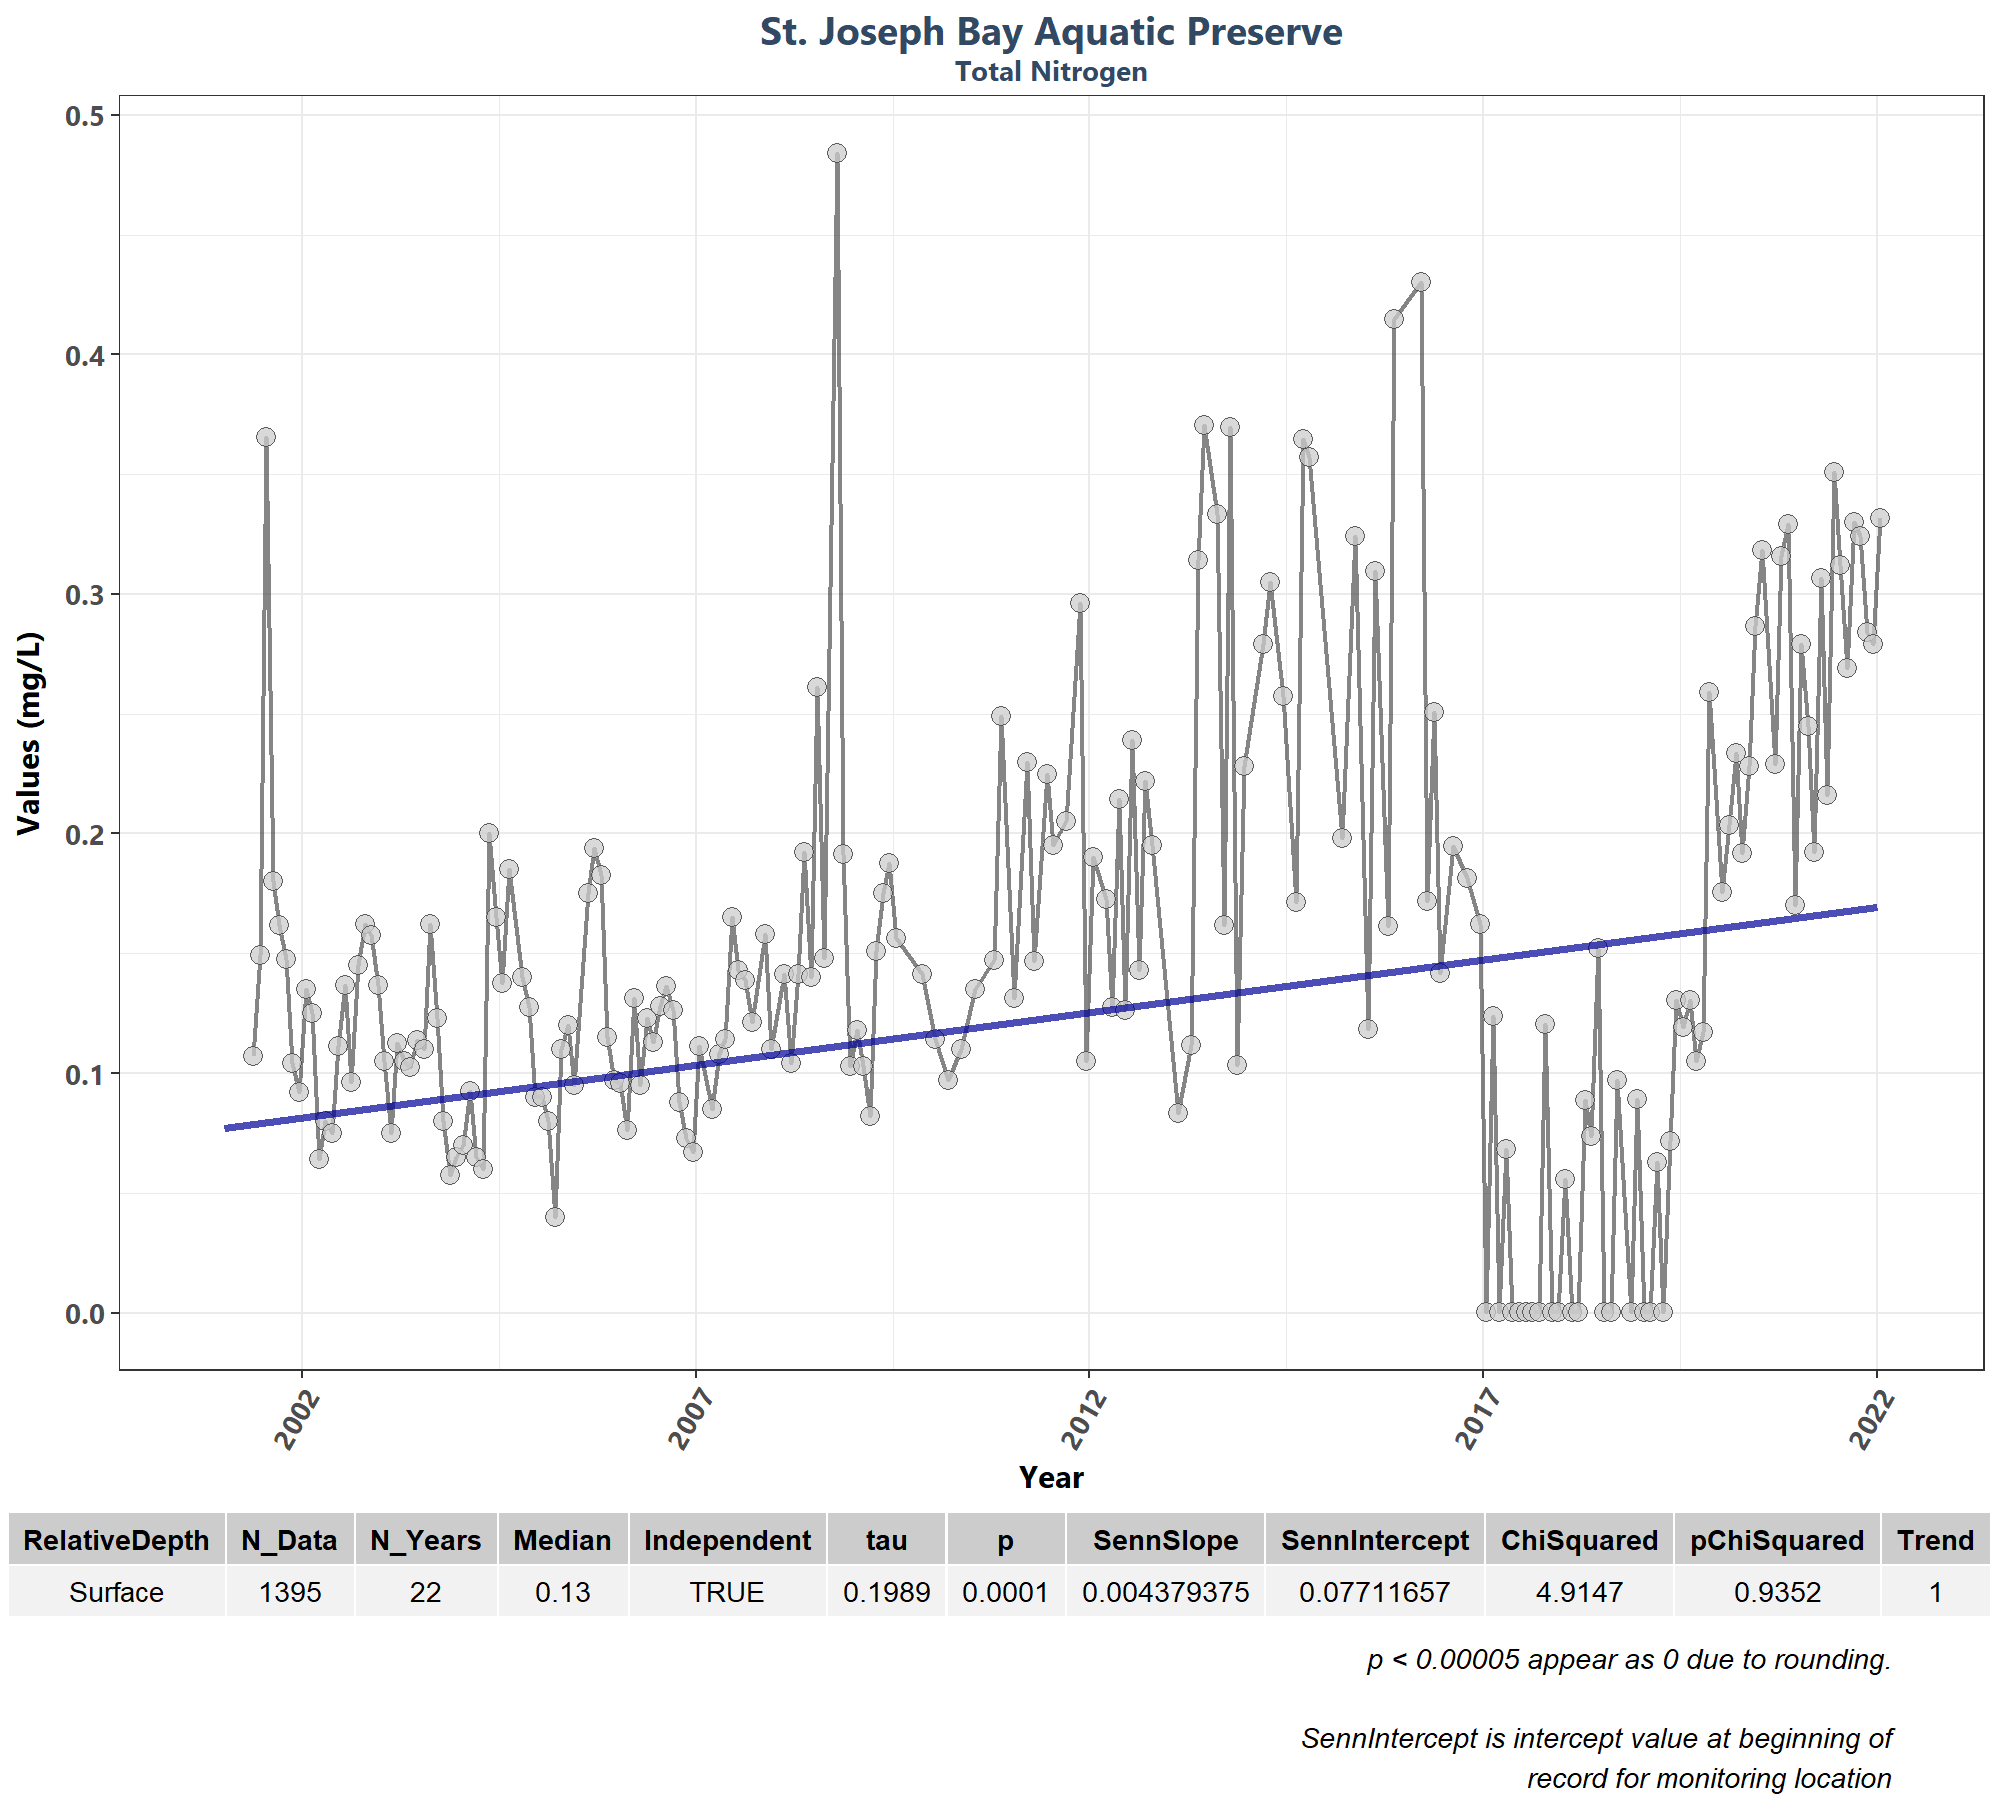 St. Joseph Bay Aquatic Preserve
Total Nitrogen
0.5
0.4
0.3
0.2
0.1
0.0
Values (mg/L)
2002 2007 2012 2017 2022
Year
RelativeDepth N_Data N_Years Median Independent tau p SennSlope SennIntercept ChiSquared pChiSquared Trend
Surface 1395 22 0.13 TRUE 0.1989 0.0001 0.004379375 0.07711657 4.9147 0.9352 1
p < 0.00005 appear as 0 due to rounding.
SennIntercept is intercept value at beginning of
record for monitoring location